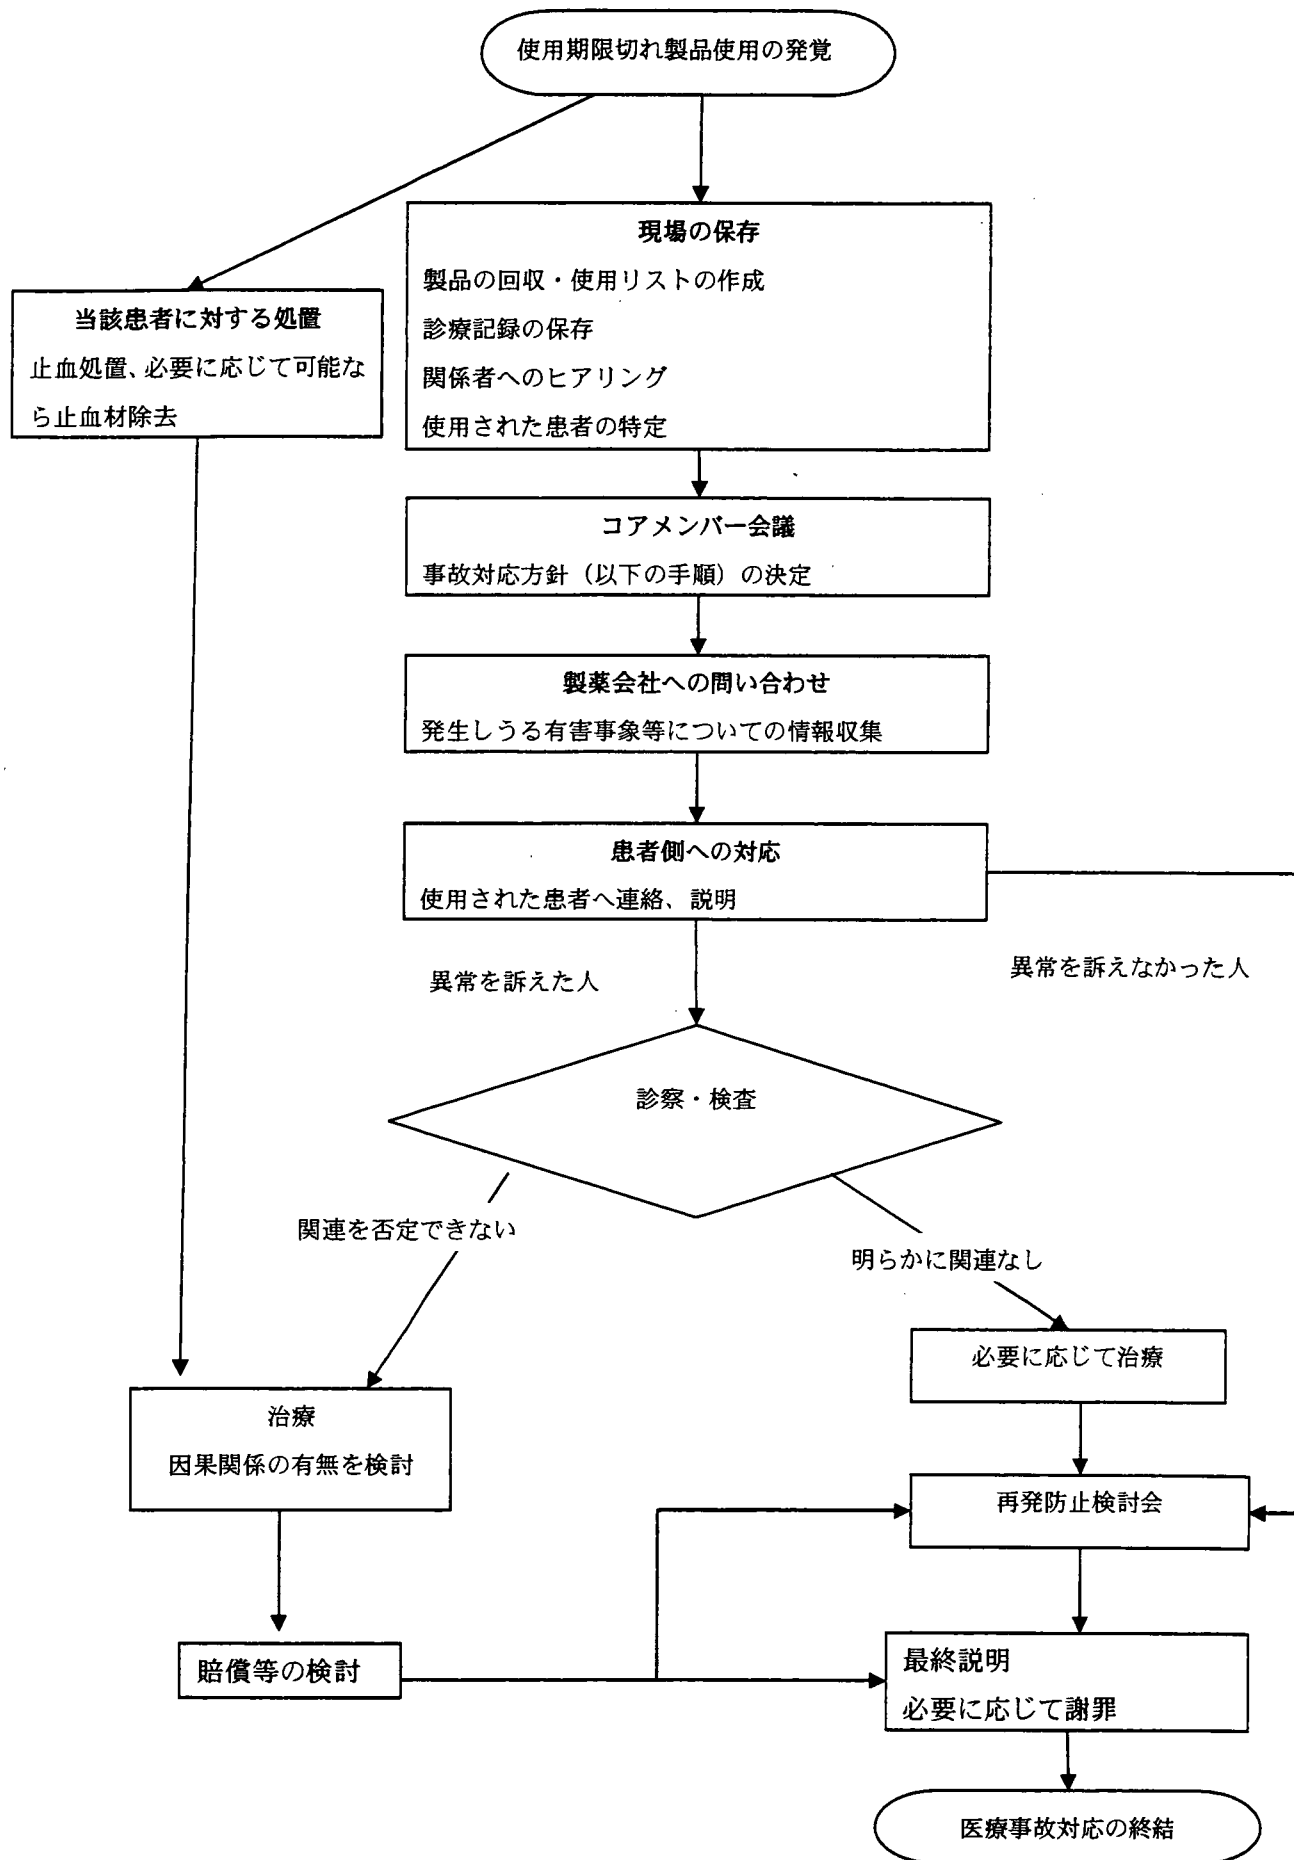 使用期限切れ製品使用の発覚
現場の保存
製品の回収・使用リストの作成
診療記録の保存
関係者へのヒアリング
使用された患者の特定
当該患者に対する処置
止血処置、必要に応じて可能な
ら止血材除去
コアメンバー会議
事故対応方針（以下の手順）の決定
製薬会社への問い合わせ
発生しうる有害事象等についての情報収集
患者側への対応
使用された患者へ連絡、説明
異常を訴えた人
異常を訴えなかった人
診察・検査
関連を否定できない
明らかに関連なし
必要に応じて治療
治療
因果関係の有無を検討
再発防止検討会
賠償等の検討
最終説明
必要に応じて謝罪
医療事故対応の終結